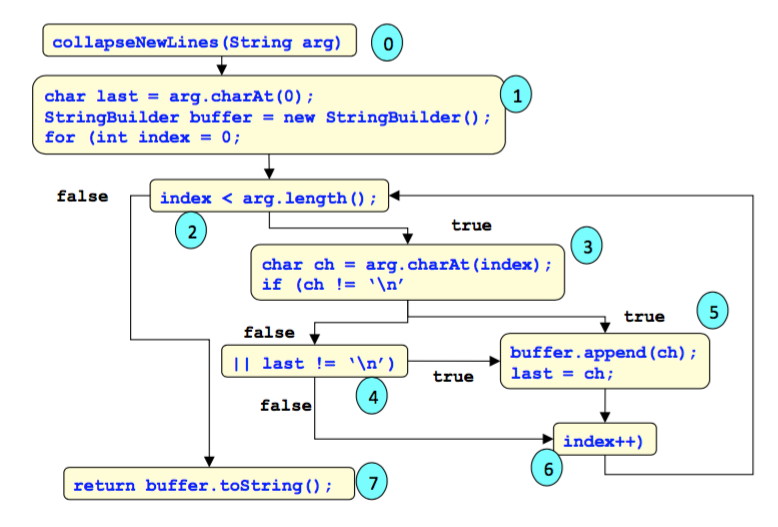 collapseNewLines(String arg)
0
char last = arg.charAt(0);
StringBuilder buffer = new StringBuilder();
for (int index = 0;
1
false
index < arg.length();
2
true
char ch = arg.charAt(index);
if (ch != ‘\n’
3
false
true
5
|| last != ‘\n’)
4
true
buffer.append(ch);
last = ch;
false
index++)
6
return buffer.toString();
7